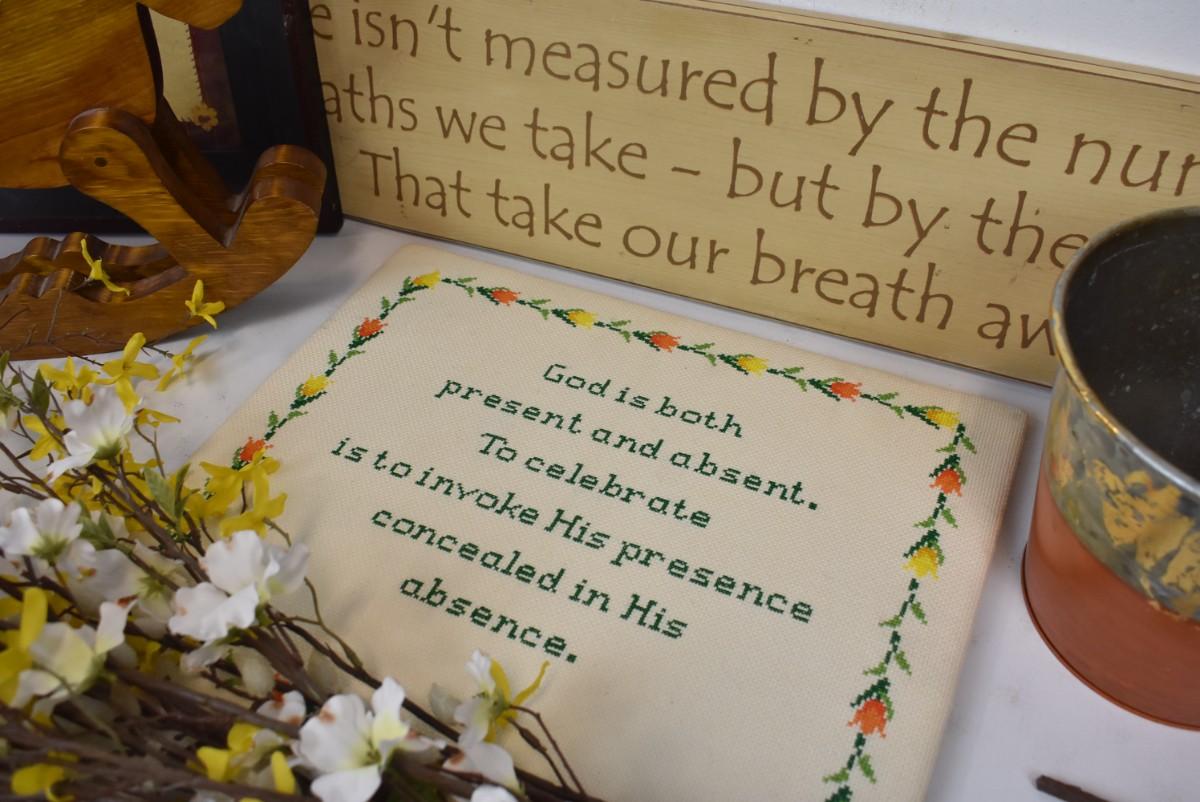 e isn't measured by the nu
aths we take – but by the
That take our breath aw
God is both
present and absent.
To celebrate
is to invoke His presence
concealed in His
absence.